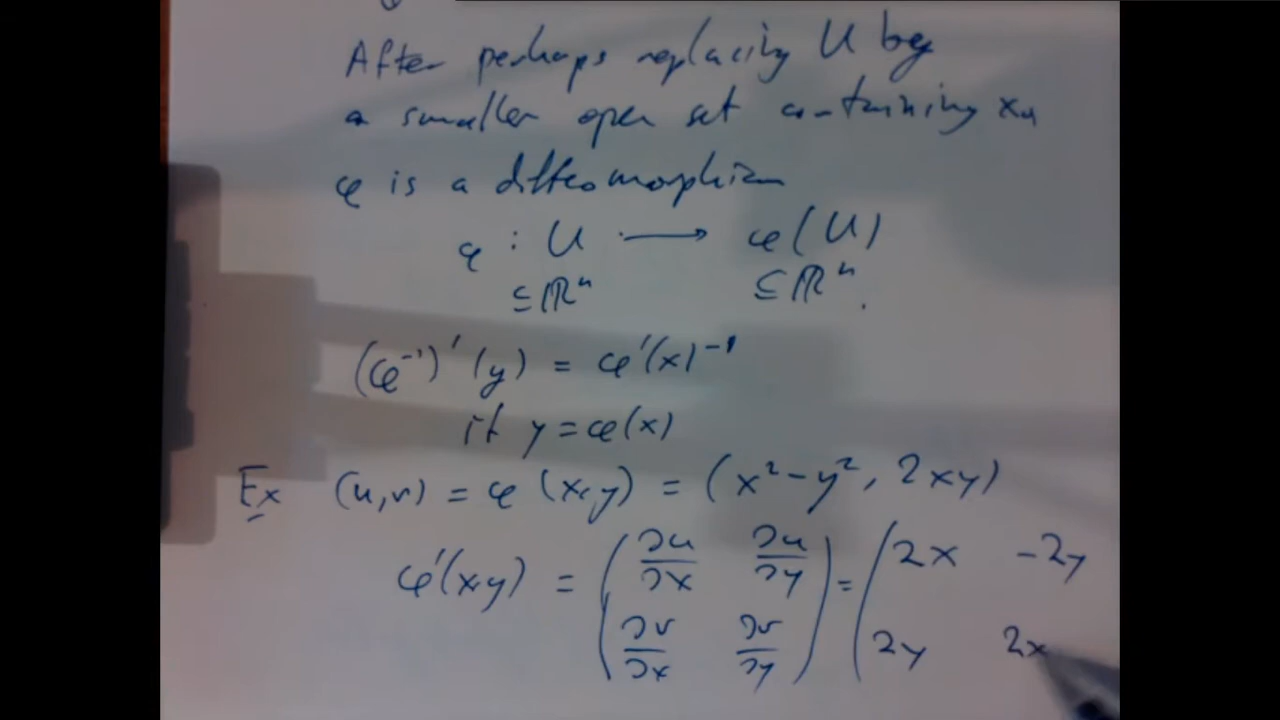 After perhaps replacing U by
a smaller open set containing x₀
φ is a diffeomorphism
φ : U ⟶ φ(U)
⊆ℝⁿ ⊆ℝⁿ.
(φ⁻¹)'(y) = φ'(x)⁻¹
if y = φ(x)
Ex (u,v) = φ(x,y) = (x²-y², 2xy)
φ'(x,y) = (∂u/∂x ∂u/∂y = (2x -2y
∂v/∂x ∂v/∂y) 2y 2x